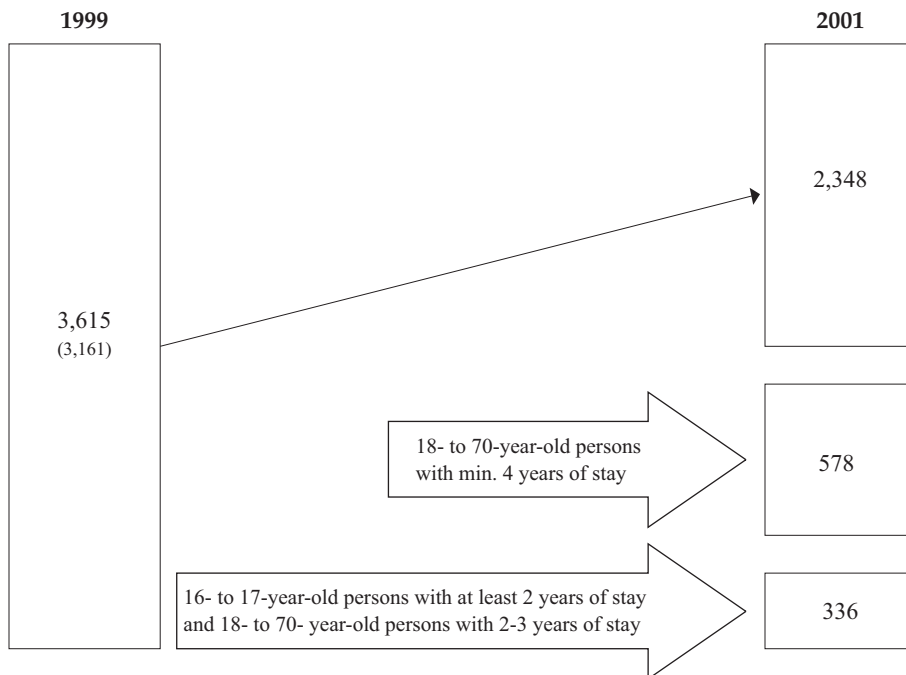 1999
2001
2,348
3,615
(3,161)
18- to 70-year-old persons
with min. 4 years of stay
578
16- to 17-year-old persons with at least 2 years of stay
and 18- to 70- year-old persons with 2-3 years of stay
336